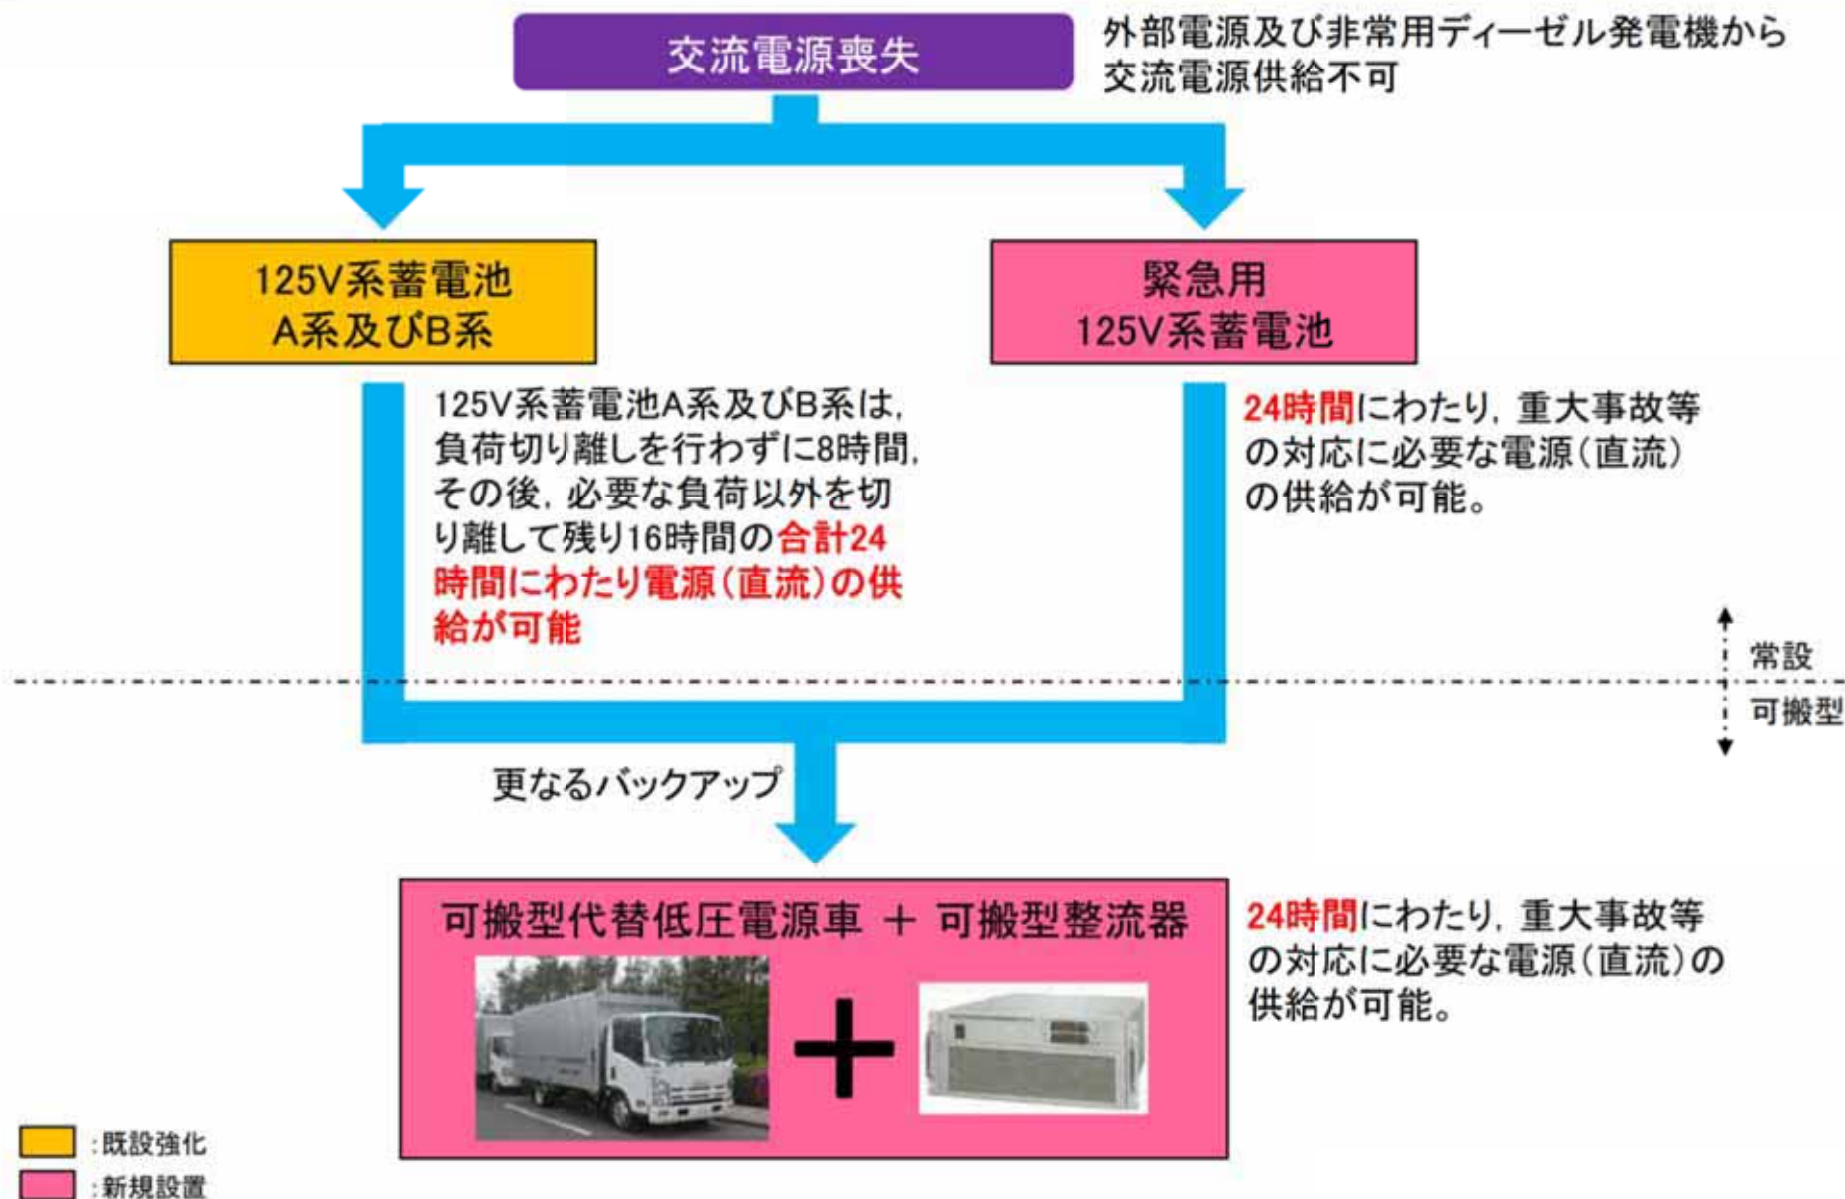 交流電源喪失
外部電源及び非常用ディーゼル発電機から
交流電源供給不可
125V系蓄電池
A系及びB系
緊急用
125V系蓄電池
125V系蓄電池A系及びB系は,
負荷切り離しを行わずに8時間,
その後, 必要な負荷以外を切
り離して残り16時間の合計24
時間にわたり電源(直流)の供
給が可能
24時間にわたり, 重大事故等
の対応に必要な電源(直流)
の供給が可能。
常設
可搬型
更なるバックアップ
可搬型代替低圧電源車 + 可搬型整流器
24時間にわたり, 重大事故等
の対応に必要な電源(直流)の
供給が可能。
:既設強化
:新規設置